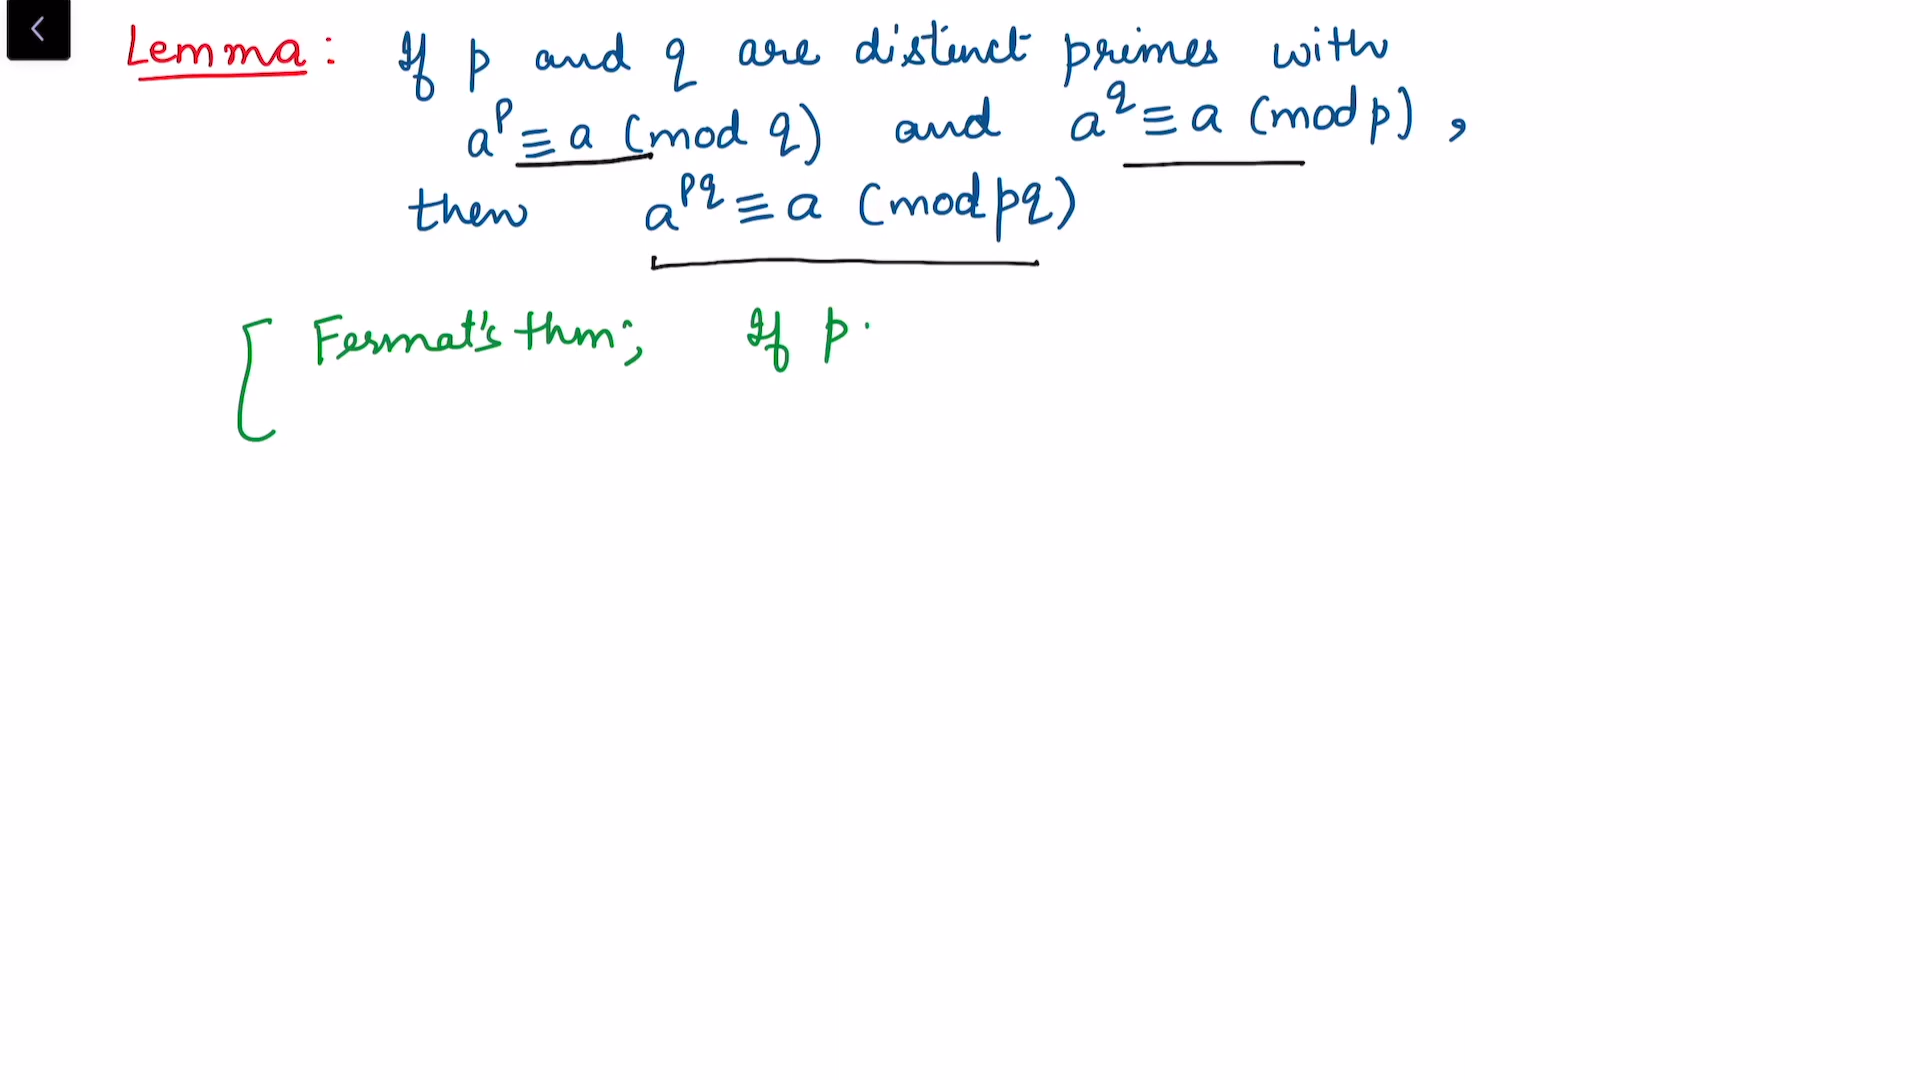 Lemma : If p and q are distinct primes with
a^p ≡ a (mod q) and a^q ≡ a (mod p) ,
then a^pq ≡ a (mod pq)
[ Fermat's thm ; If p